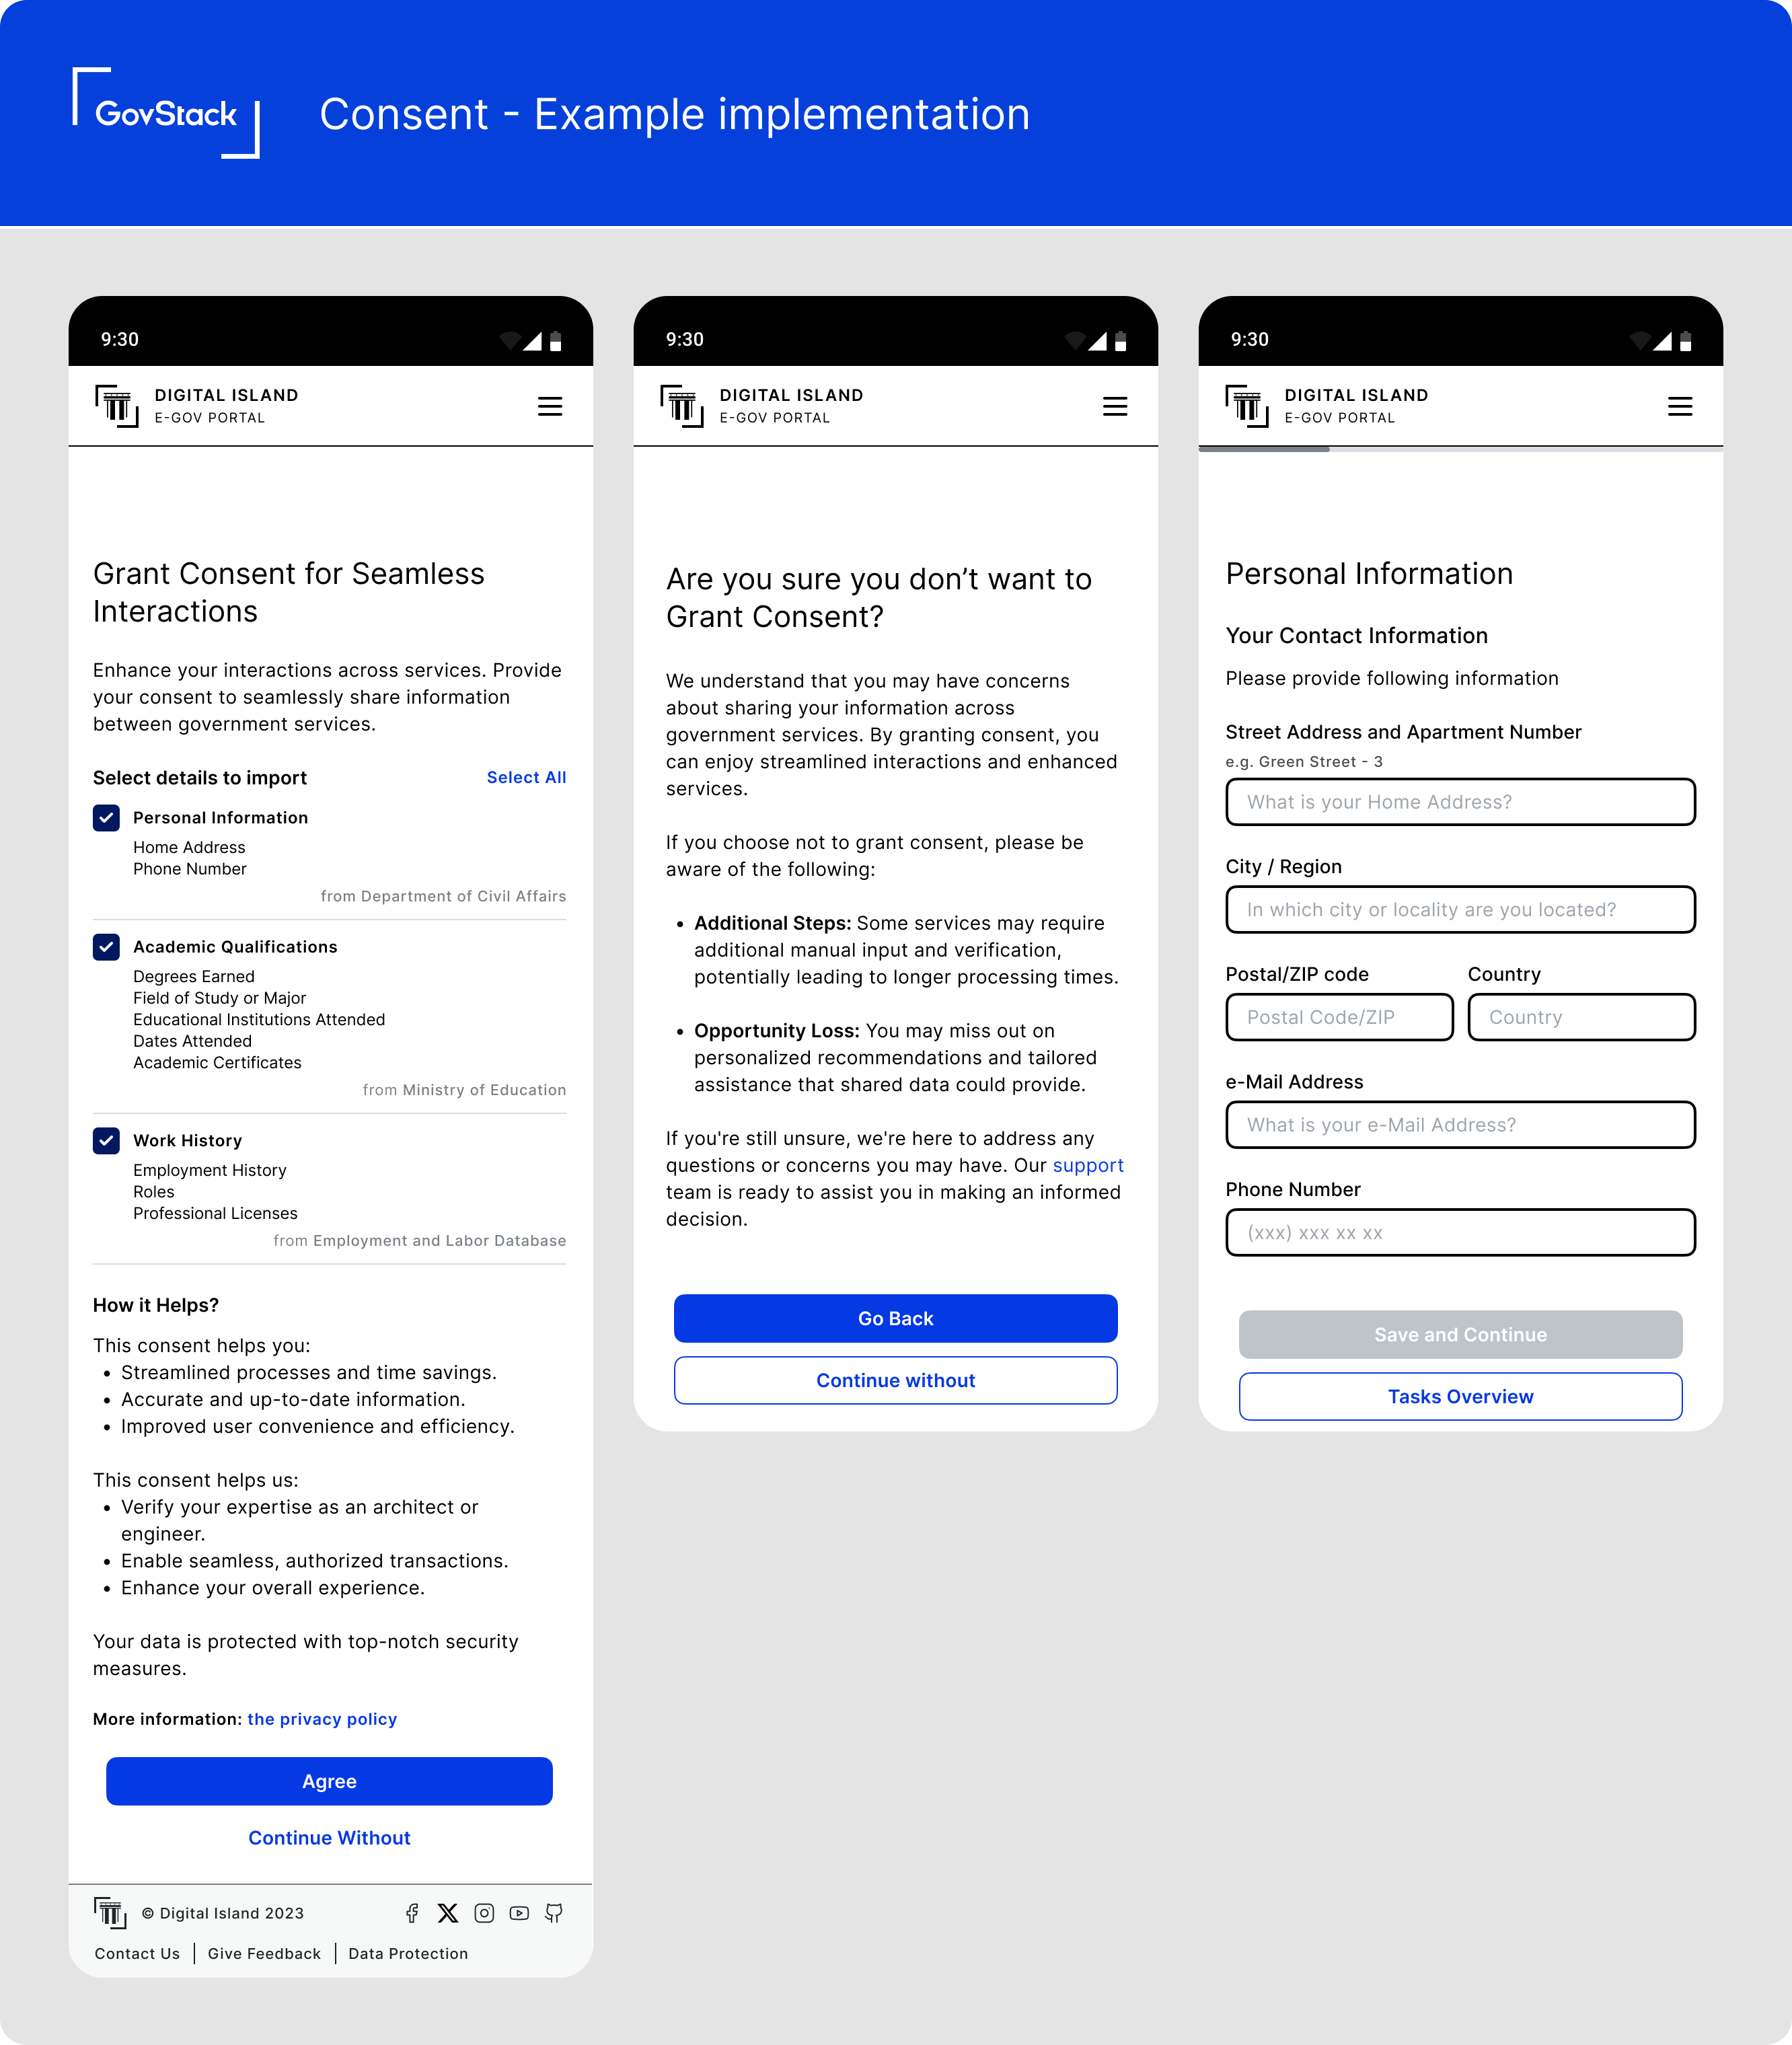 GovStack
Consent - Example implementation
9:30
DIGITAL ISLAND
E-GOV PORTAL
Grant Consent for Seamless
Interactions
Enhance your interactions across services. Provide
your consent to seamlessly share information
between government services.
Select details to import
Select All
Personal Information
Home Address
Phone Number
from Department of Civil Affairs
Academic Qualifications
Degrees Earned
Field of Study or Major
Educational Institutions Attended
Dates Attended
Academic Certificates
from Ministry of Education
Work History
Employment History
Roles
Professional Licenses
from Employment and Labor Database
How it Helps?
This consent helps you:
• Streamlined processes and time savings.
• Accurate and up-to-date information.
• Improved user convenience and efficiency.
This consent helps us:
• Verify your expertise as an architect or
engineer.
• Enable seamless, authorized transactions.
• Enhance your overall experience.
Your data is protected with top-notch security
measures.
More information: the privacy policy
Agree
Continue Without
© Digital Island 2023
Contact Us | Give Feedback | Data Protection
9:30
DIGITAL ISLAND
E-GOV PORTAL
Are you sure you don’t want to
Grant Consent?
We understand that you may have concerns
about sharing your information across
government services. By granting consent, you
can enjoy streamlined interactions and enhanced
services.
If you choose not to grant consent, please be
aware of the following:
• Additional Steps: Some services may require
additional manual input and verification,
potentially leading to longer processing times.
• Opportunity Loss: You may miss out on
personalized recommendations and tailored
assistance that shared data could provide.
If you're still unsure, we're here to address any
questions or concerns you may have. Our support
team is ready to assist you in making an informed
decision.
Go Back
Continue without
9:30
DIGITAL ISLAND
E-GOV PORTAL
Personal Information
Your Contact Information
Please provide following information
Street Address and Apartment Number
e.g. Green Street - 3
What is your Home Address?
City / Region
In which city or locality are you located?
Postal/ZIP code
Country
Postal Code/ZIP
Country
e-Mail Address
What is your e-Mail Address?
Phone Number
(xxx) xxx xx xx
Save and Continue
Tasks Overview